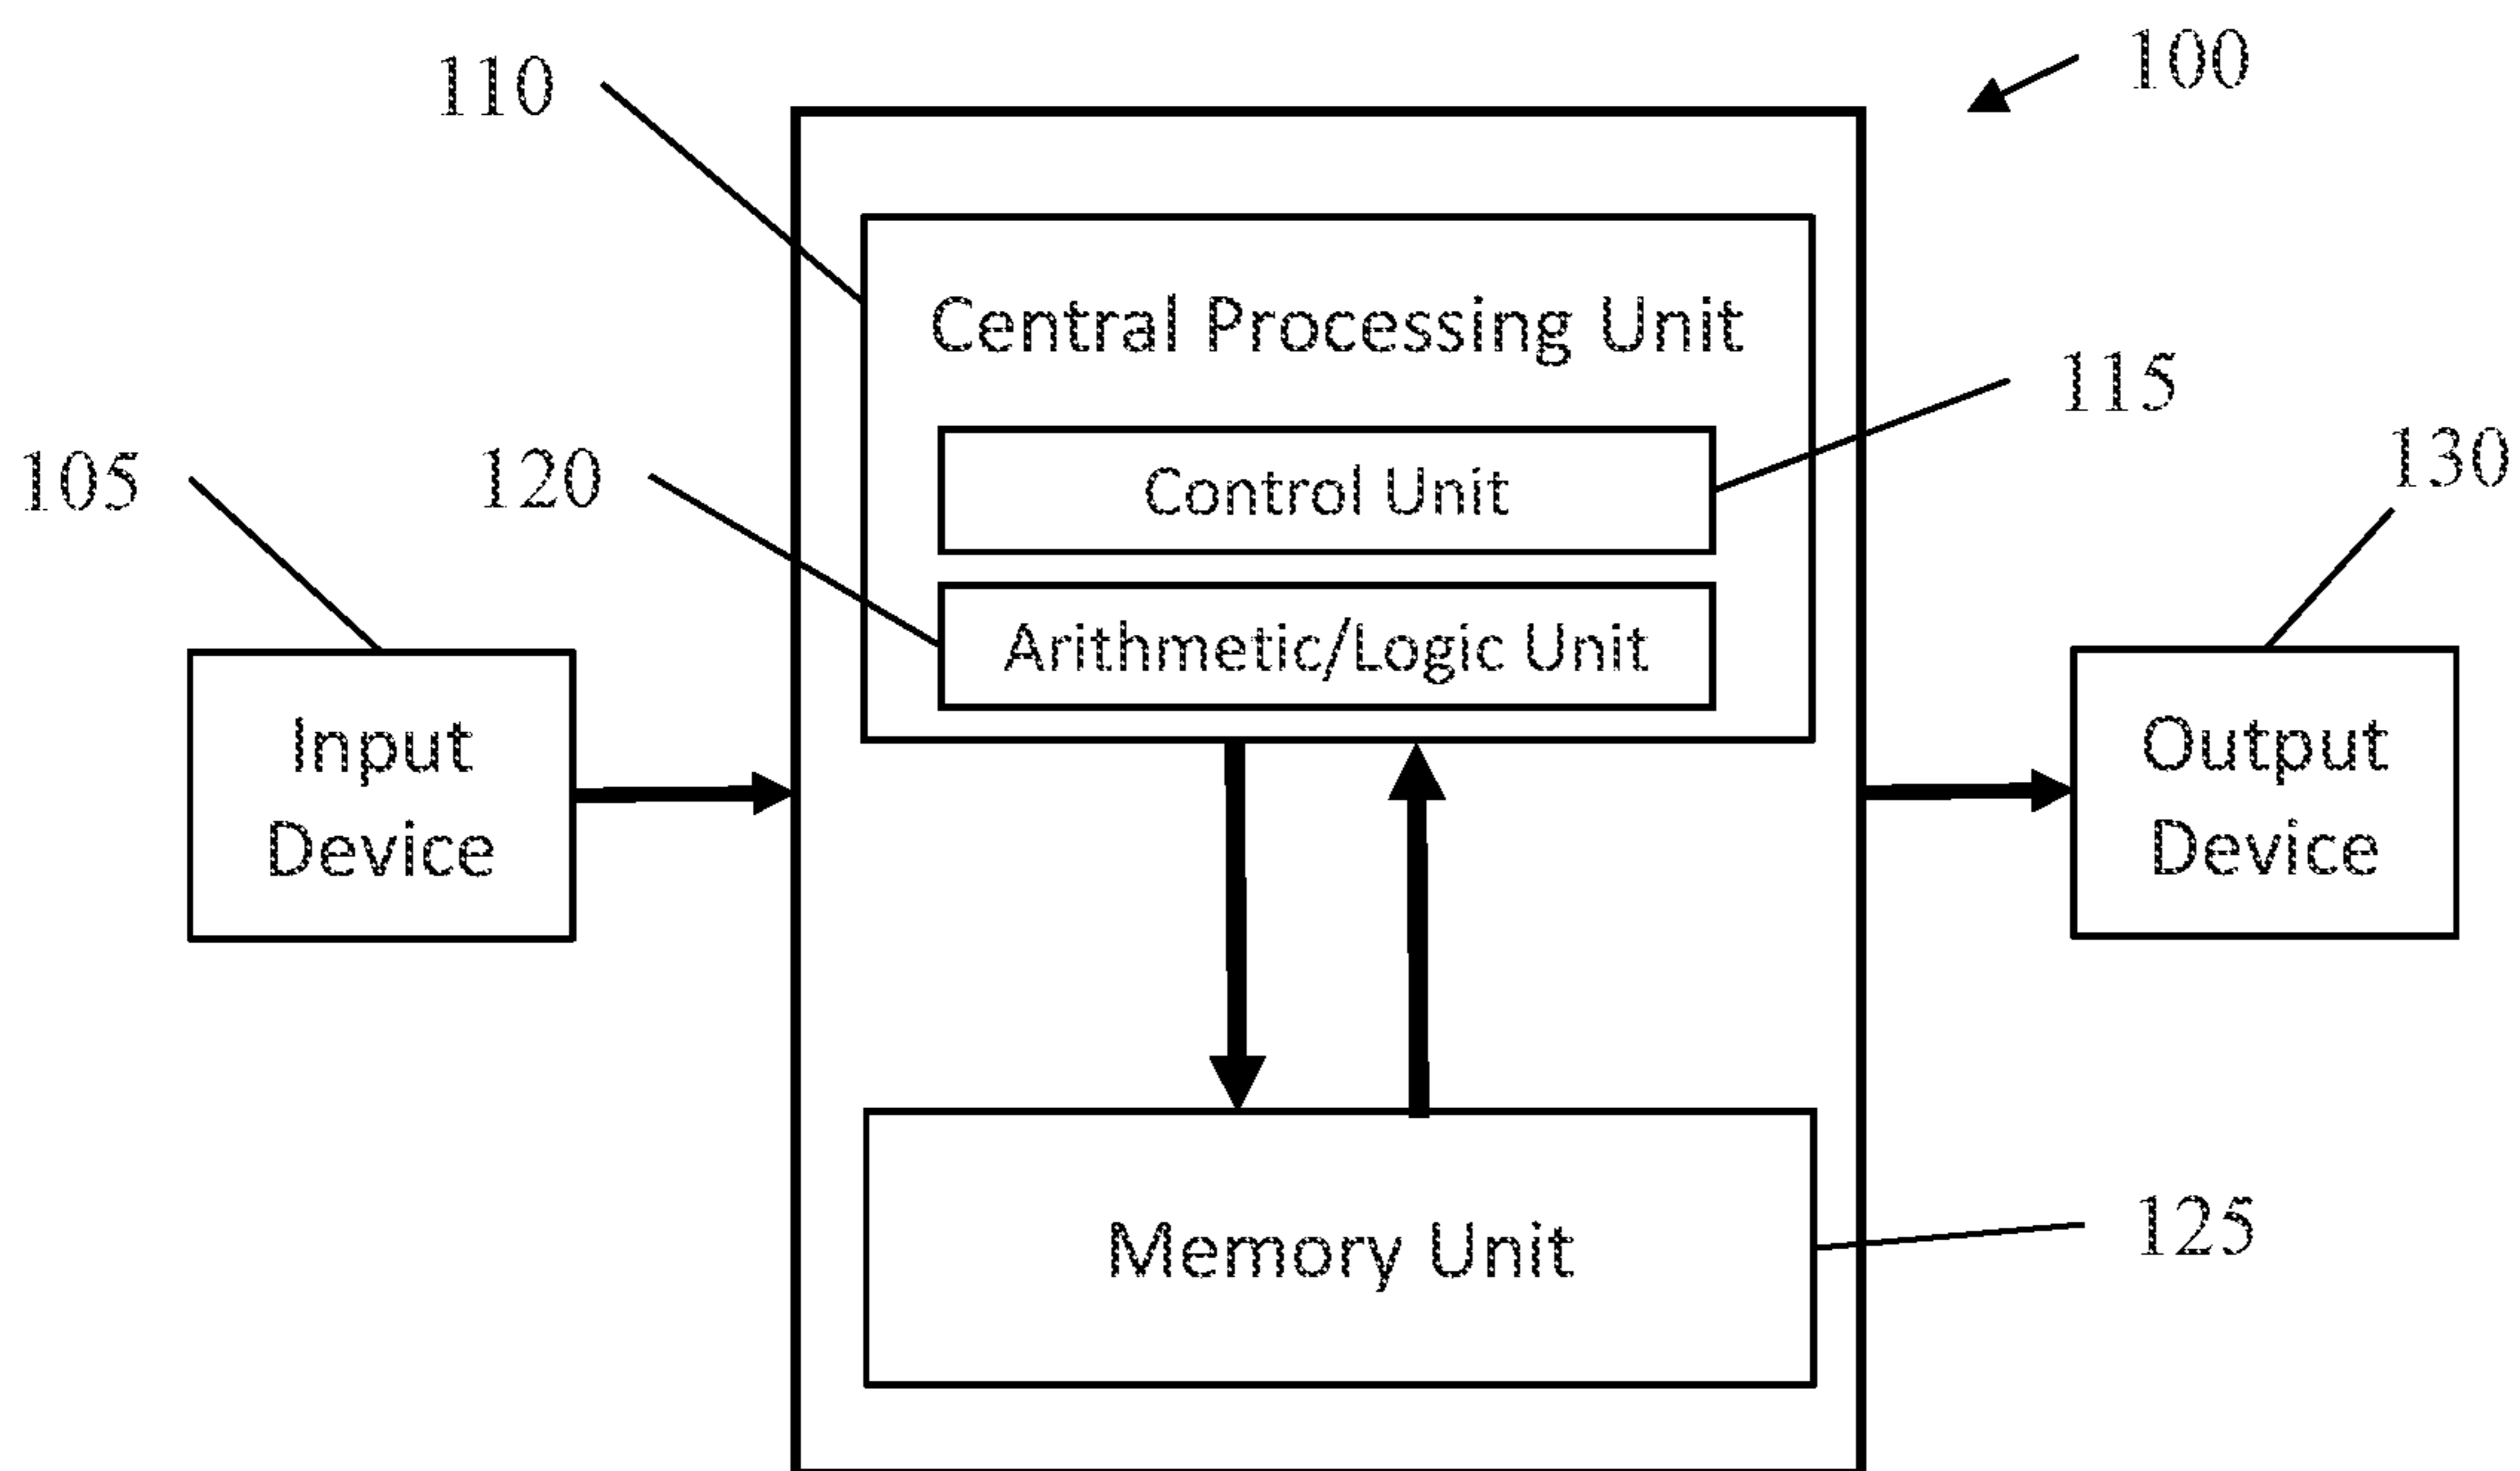 100
110
Central Processing Unit
115
Control Unit
130
105
120
Arithmetic/Logic Unit
Input
Device
Output
Device
Memory Unit
125